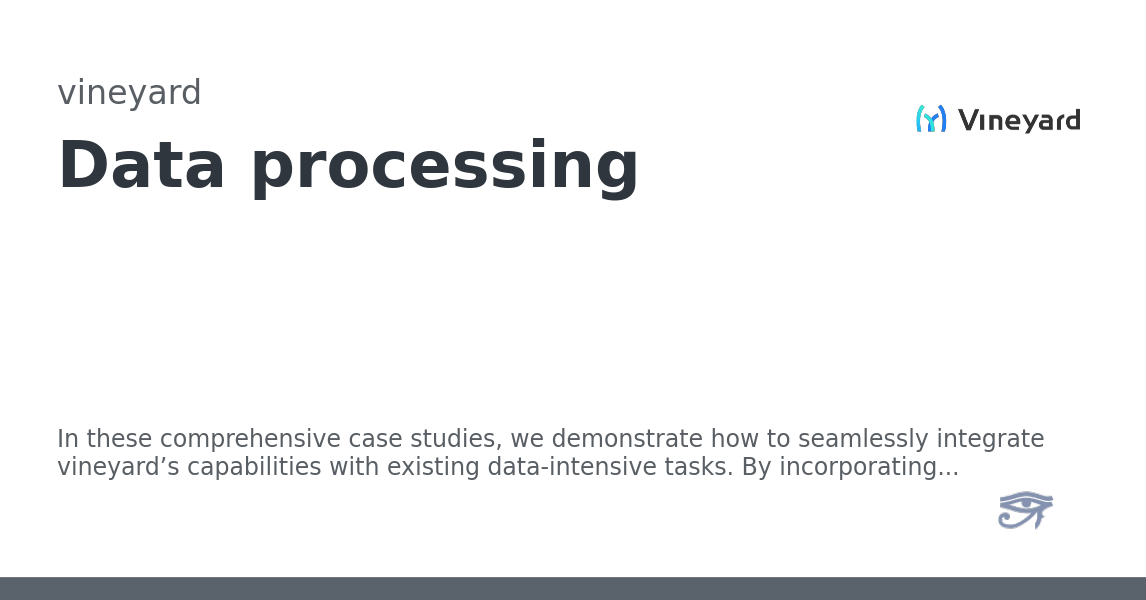 vineyard
Vineyard
Data processing
In these comprehensive case studies, we demonstrate how to seamlessly integrate
vineyard’s capabilities with existing data-intensive tasks. By incorporating...